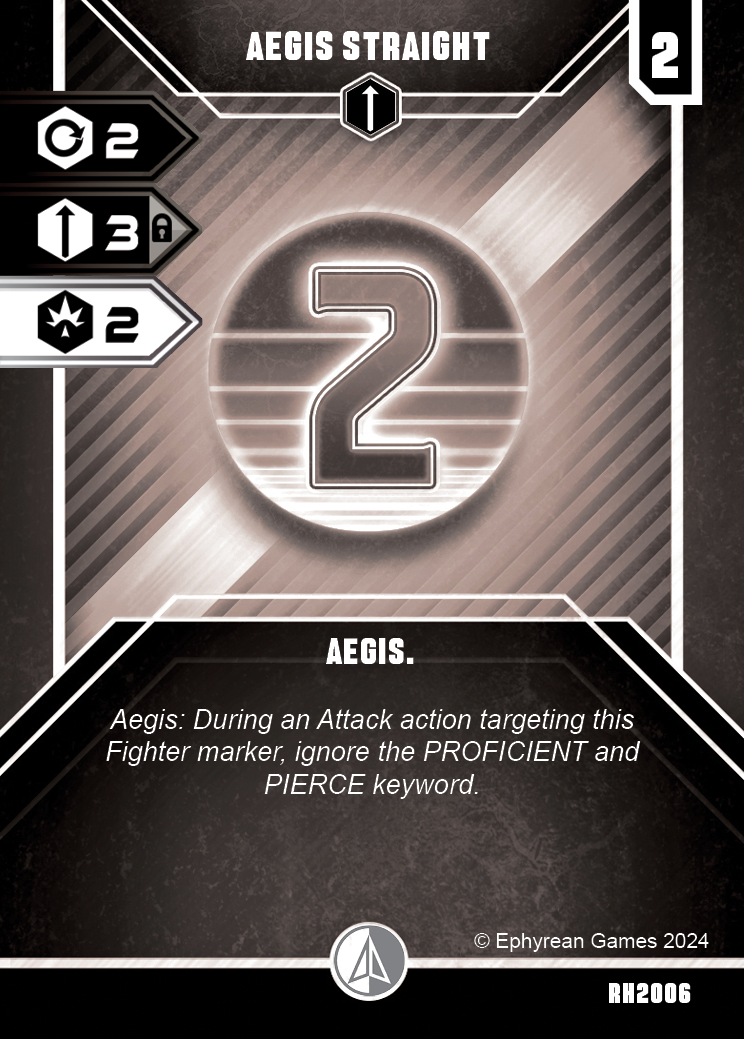 AEGIS STRAIGHT
2
2
3
2
2
AEGIS.
Aegis: During an Attack action targeting this
Fighter marker, ignore the PROFICIENT and
PIERCE keyword.
© Ephyrean Games 2024
RH2006